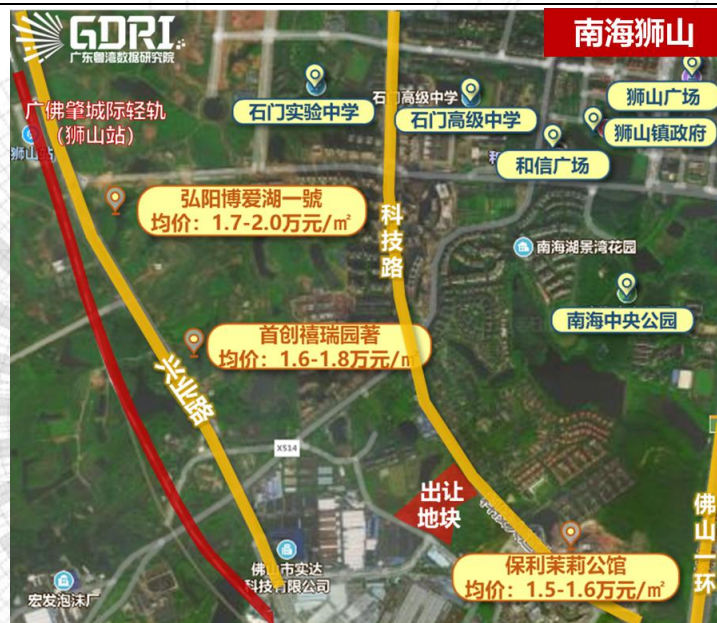 GDRI
广东粤湾数据研究院
南海狮山
广佛肇城际轻轨
(狮山站)
狮山站
石门实验中学
石门高级中学
石门高级中学
狮山广场
狮山镇政府
和信广场
弘阳博爱湖一號
均价：1.7-2.0万元/㎡
科技路
南海湖景湾花园
南海中央公园
首创禧瑞园著
均价：1.6-1.8万元/㎡
兴业路
X514
出让
地块
佛山一环
佛山市实达
科技有限公司
宏发泡沫厂
保利茉莉公馆
均价：1.5-1.6万元/㎡